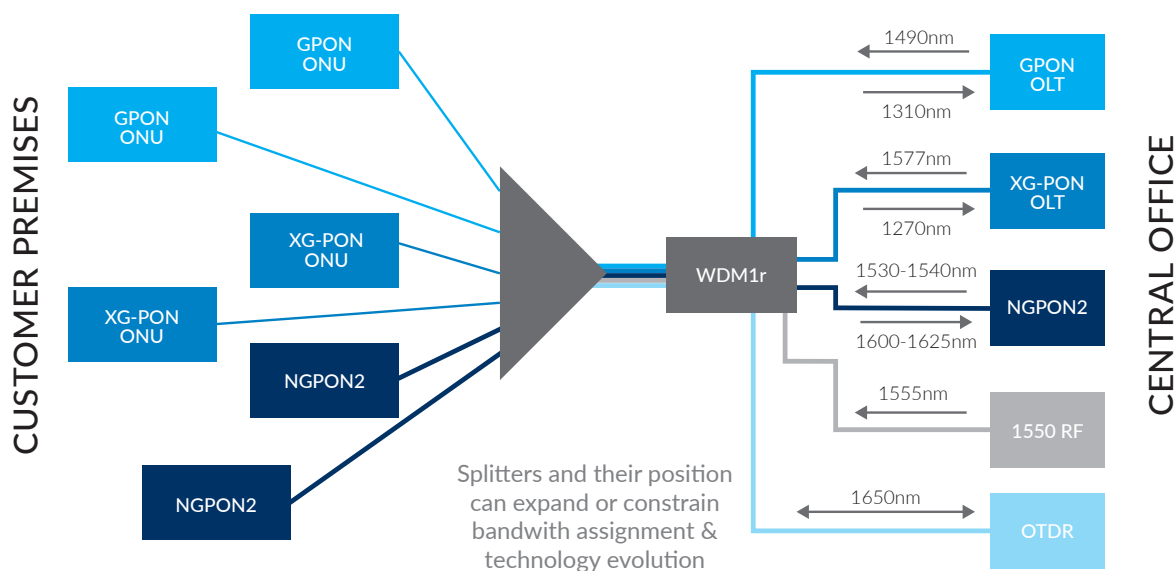 CUSTOMER PREMISES
GPON
ONU
GPON
ONU
XG-PON
ONU
XG-PON
ONU
NGPON2
NGPON2
WDM1r
Splitters and their position
can expand or constrain
bandwith assignment &
technology evolution
1490nm
1310nm
GPON
OLT
1577nm
1270nm
XG-PON
OLT
1530-1540nm
1600-1625nm
NGPON2
1555nm
1550 RF
1650nm
OTDR
CENTRAL OFFICE